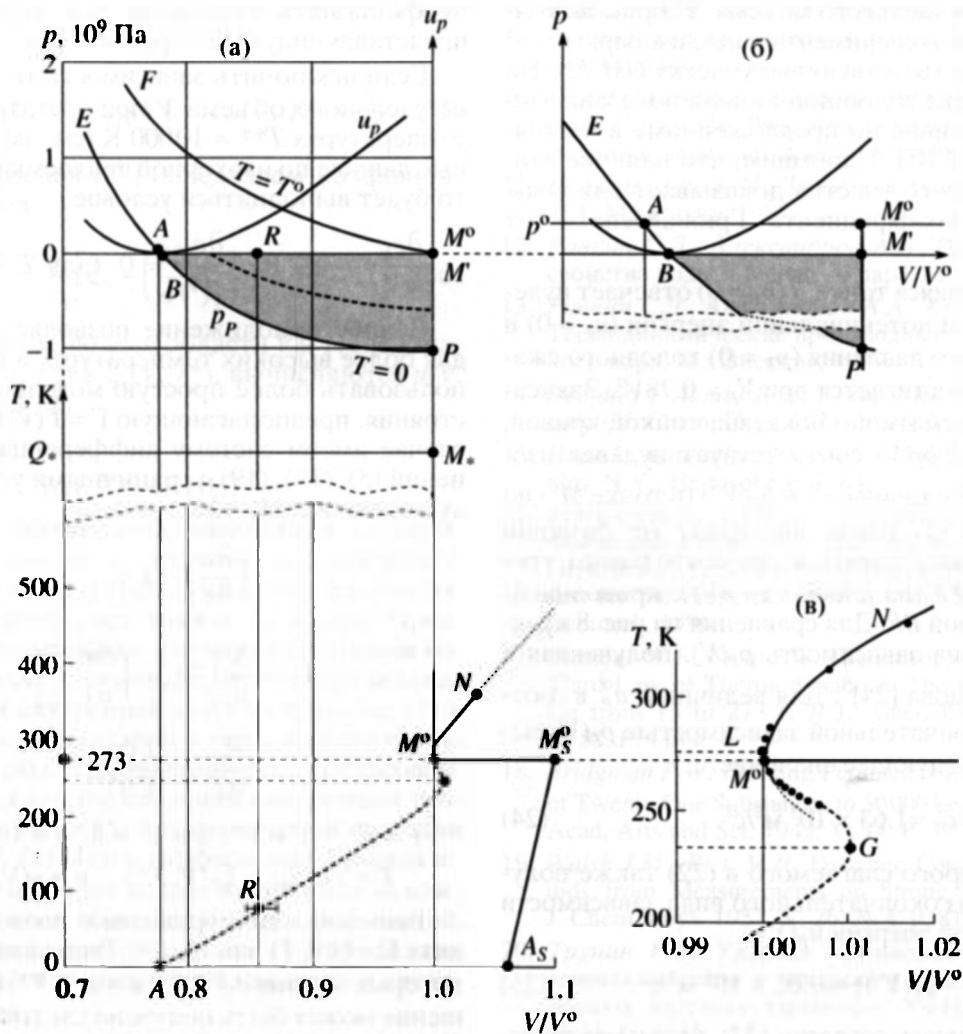 p, 10⁹ Па
(а)
u_p
2
F
E
u_p
1
T = T°
A
R
M°
0
M'
B
p_P
P
−1
T = 0
T, K
Q*
M*
500
400
N
300
M°
M_S°
273
200
100
R
0
A_S
0.7
A
0.8
0.9
1.0
1.1
V/V°
p
(б)
E
A
p°
M°
M'
B
V/V°
P
(в)
T, K
N
300
L
M°
250
G
200
0.99
1.00
1.01
1.02
V/V°
24)